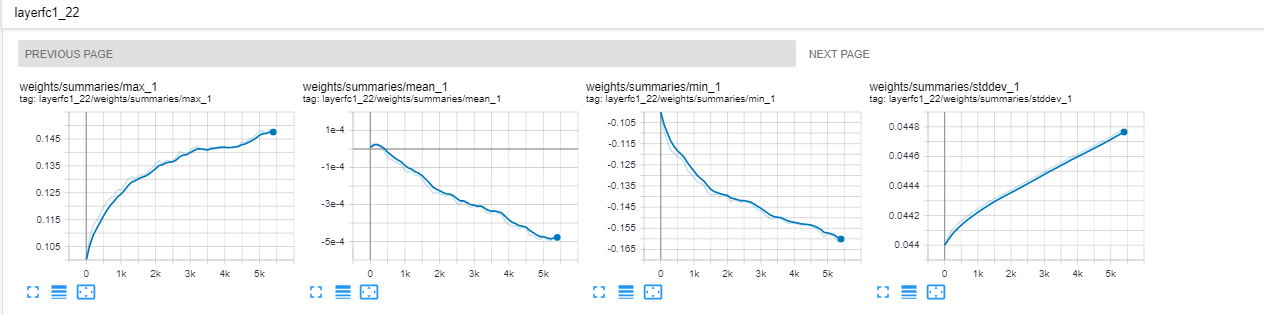 layerfc1_22
PREVIOUS PAGE
NEXT PAGE
weights/summaries/max_1
tag: layerfc1_22/weights/summaries/max_1
0.145
0.135
0.125
0.115
0.105
0 1k 2k 3k 4k 5k
weights/summaries/mean_1
tag: layerfc1_22/weights/summaries/mean_1
1e-4
-1e-4
-3e-4
-5e-4
0 1k 2k 3k 4k 5k
weights/summaries/min_1
tag: layerfc1_22/weights/summaries/min_1
-0.105
-0.115
-0.125
-0.135
-0.145
-0.155
-0.165
0 1k 2k 3k 4k 5k
weights/summaries/stddev_1
tag: layerfc1_22/weights/summaries/stddev_1
0.0448
0.0446
0.0444
0.0442
0.044
0 1k 2k 3k 4k 5k